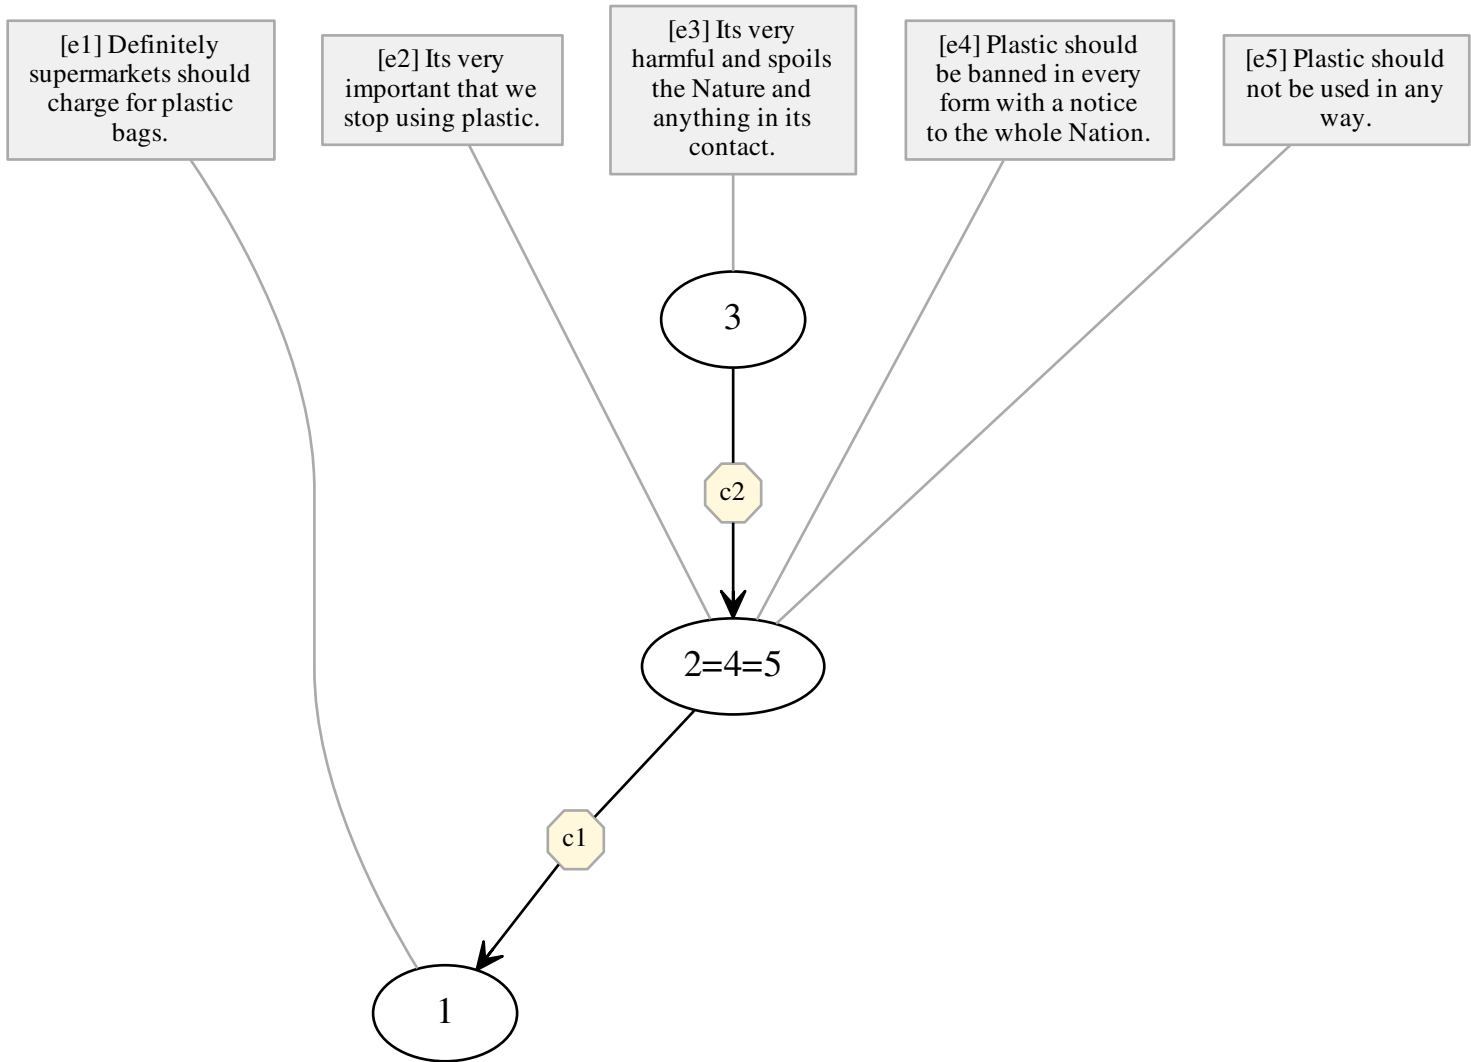 [e1] Definitely
supermarkets should
charge for plastic
bags.
[e2] Its very
important that we
stop using plastic.
[e3] Its very
harmful and spoils
the Nature and
anything in its
contact.
[e4] Plastic should
be banned in every
form with a notice
to the whole Nation.
[e5] Plastic should
not be used in any
way.
3
c2
2=4=5
c1
1